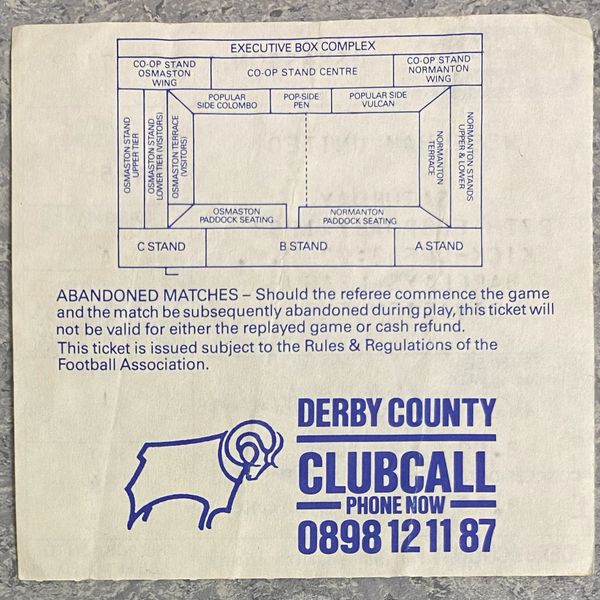 EXECUTIVE BOX COMPLEX
CO-OP STAND
OSMASTON
WING
CO-OP STAND CENTRE
CO-OP STAND
NORMANTON
WING
POPULAR
SIDE COLOMBO
POP-SIDE
PEN
POPULAR SIDE
VULCAN
OSMASTON STAND
UPPER TIER
OSMASTON STAND
LOWER TIER (VISITORS)
OSMASTON TERRACE
(VISITORS)
NORMANTON
TERRACE
NORMANTON STANDS
UPPER & LOWER
OSMASTON
PADDOCK SEATING
NORMANTON
PADDOCK SEATING
C STAND
B STAND
A STAND
ABANDONED MATCHES – Should the referee commence the game
and the match be subsequently abandoned during play, this ticket will
not be valid for either the replayed game or cash refund.
This ticket is issued subject to the Rules & Regulations of the
Football Association.
DERBY COUNTY
CLUBCALL
PHONE NOW
0898 12 11 87